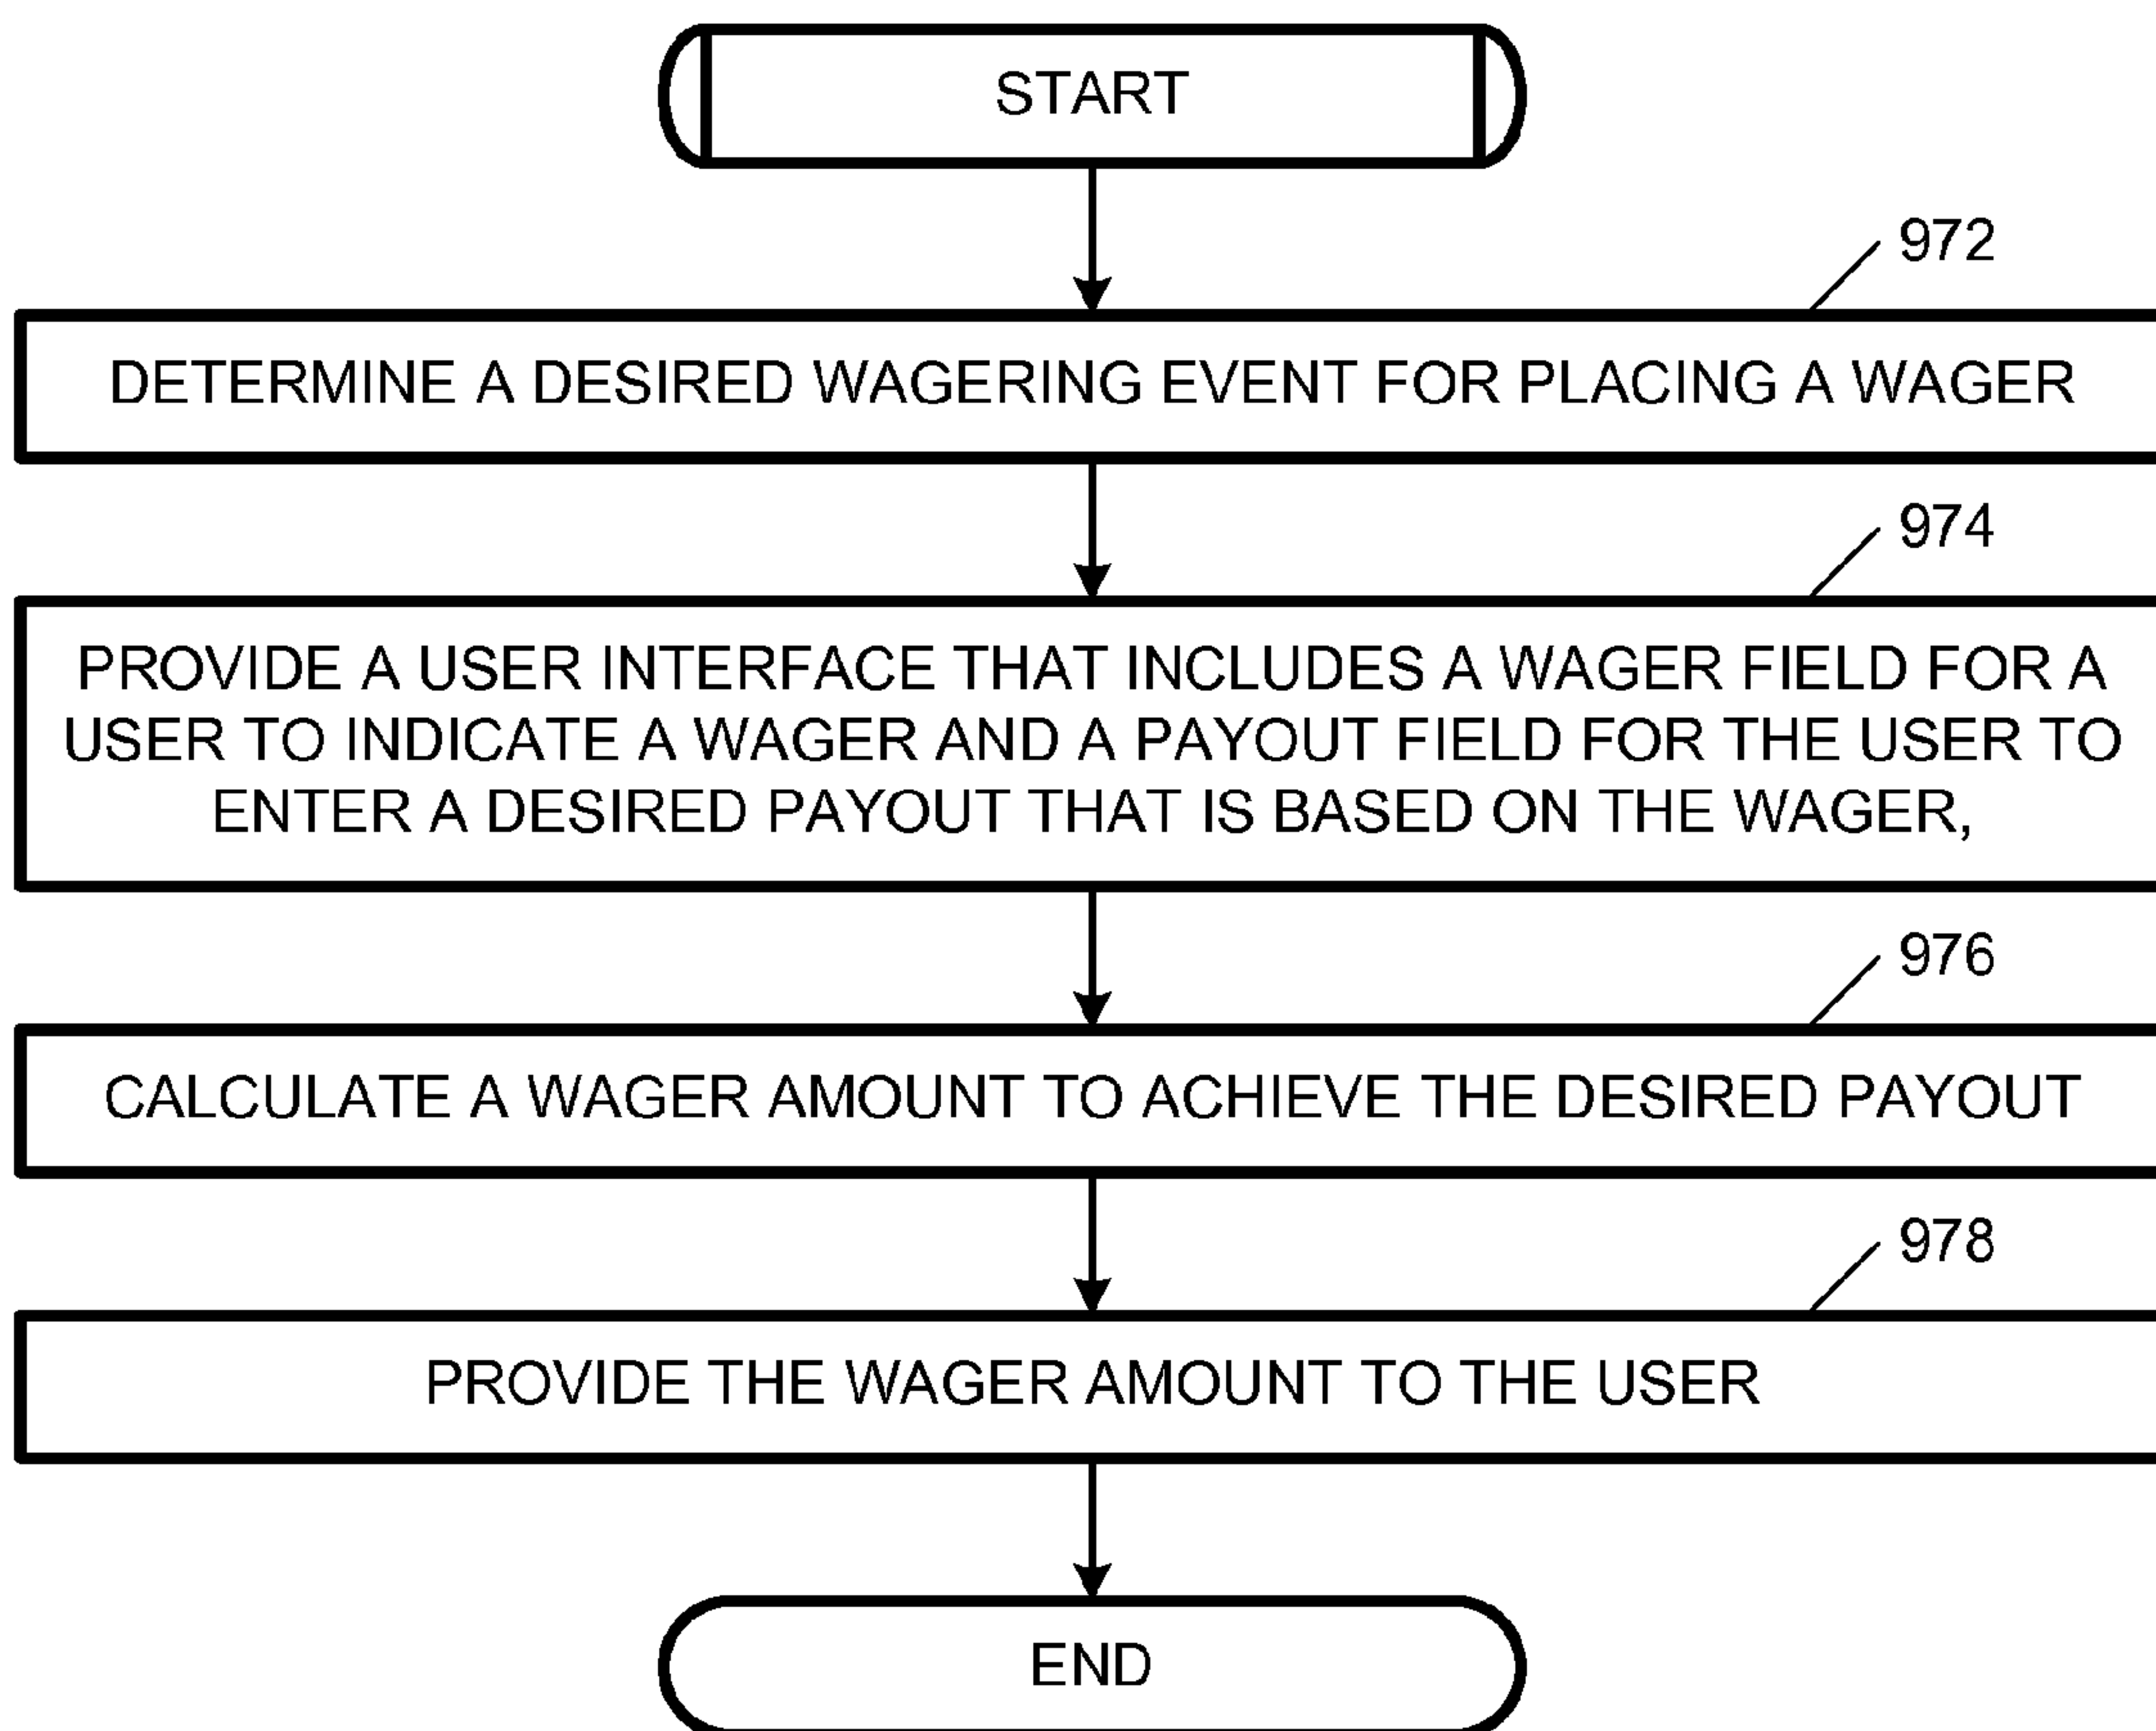 START
972
DETERMINE A DESIRED WAGERING EVENT FOR PLACING A WAGER
974
PROVIDE A USER INTERFACE THAT INCLUDES A WAGER FIELD FOR A
USER TO INDICATE A WAGER AND A PAYOUT FIELD FOR THE USER TO
ENTER A DESIRED PAYOUT THAT IS BASED ON THE WAGER,
976
CALCULATE A WAGER AMOUNT TO ACHIEVE THE DESIRED PAYOUT
978
PROVIDE THE WAGER AMOUNT TO THE USER
END